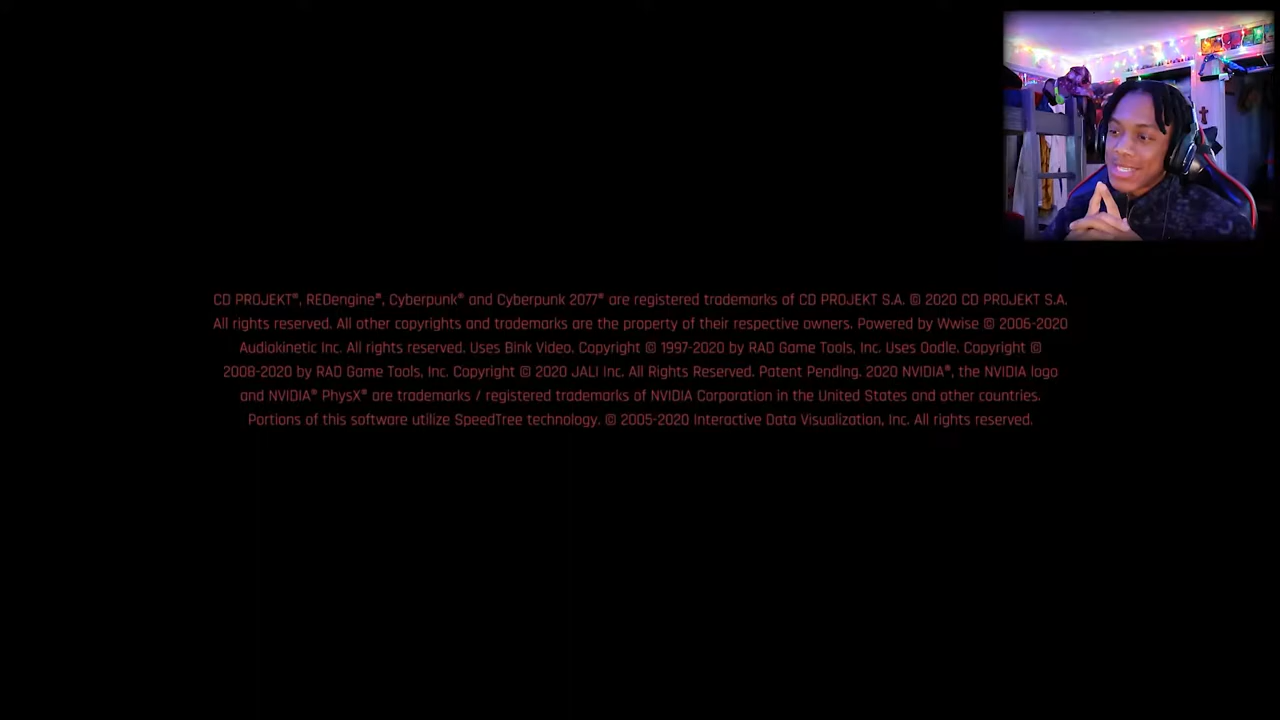 CD PROJEKT®, REDengine®, Cyberpunk® and Cyberpunk 2077® are registered trademarks of CD PROJEKT S.A. © 2020 CD PROJEKT S.A.
All rights reserved. All other copyrights and trademarks are the property of their respective owners. Powered by Wwise © 2006-2020
Audiokinetic Inc. All rights reserved. Uses Bink Video. Copyright © 1997-2020 by RAD Game Tools, Inc. Uses Oodle. Copyright ©
2008-2020 by RAD Game Tools, Inc. Copyright © 2020 JALI Inc. All Rights Reserved. Patent Pending. 2020 NVIDIA®, the NVIDIA logo
and NVIDIA® PhysX® are trademarks / registered trademarks of NVIDIA Corporation in the United States and other countries.
Portions of this software utilize SpeedTree technology. © 2005-2020 Interactive Data Visualization, Inc. All rights reserved.